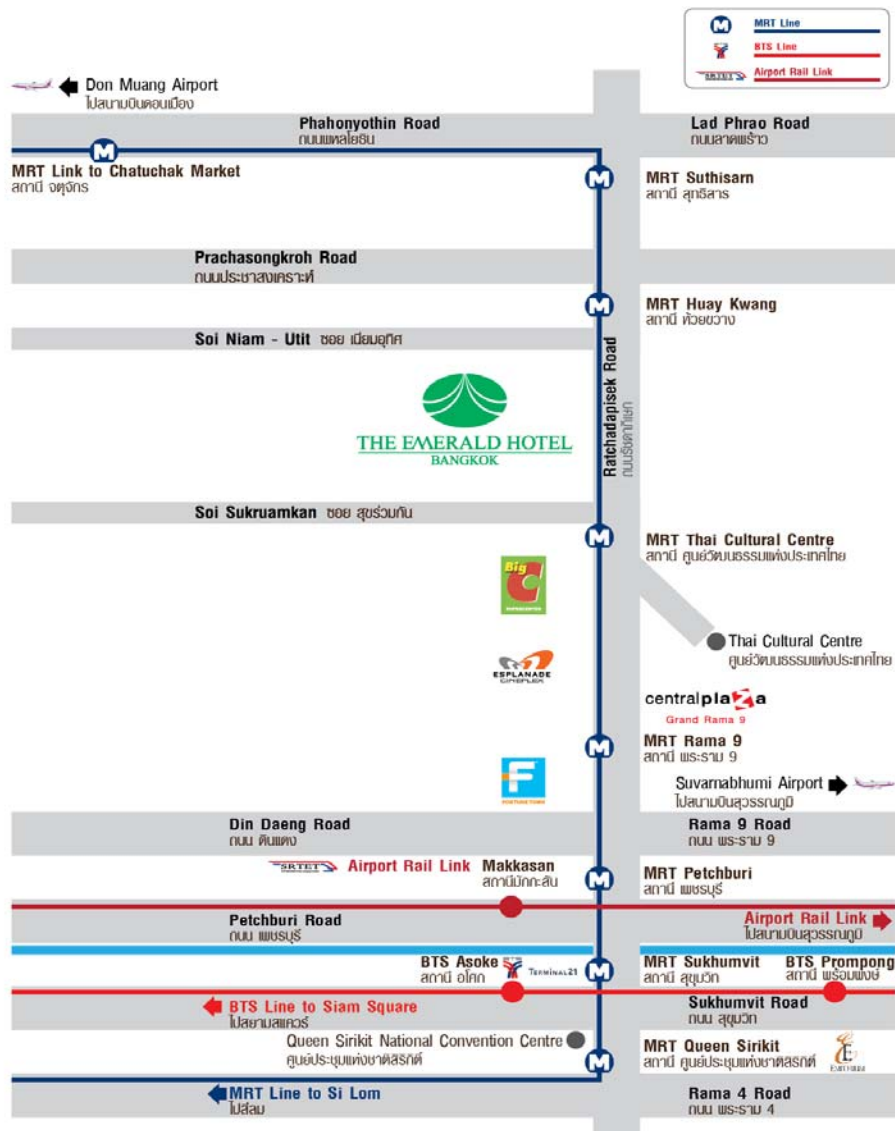 MRT Line
BTS Line
SRTET Airport Rail Link
Don Muang Airport
ไปสนามบินดอนเมือง
Phahonyothin Road
ถนนพหลโยธิน
Lad Phrao Road
ถนนลาดพร้าว
M
MRT Link to Chatuchak Market
สถานี จตุจักร
M
MRT Suthisarn
สถานี สุทธิสาร
Prachasongkroh Road
ถนนประชาสงเคราะห์
M
MRT Huay Kwang
สถานี ห้วยขวาง
Soi Niam - Utit ซอย เนียมอุทิศ
Ratchadapisek Road
ถนนรัชดาภิเษก
THE EMERALD HOTEL
BANGKOK
Soi Sukruamkan ซอย สุขร่วมกัน
M
MRT Thai Cultural Centre
สถานี ศูนย์วัฒนธรรมแห่งประเทศไทย
Big C
SUPERCENTER
Thai Cultural Centre
ศูนย์วัฒนธรรมแห่งประเทศไทย
ESPLANADE
CINEPLEX
centralplaza
Grand Rama 9
M
MRT Rama 9
สถานี พระราม 9
F
FORTUNE TOWN
Suvarnabhumi Airport
ไปสนามบินสุวรรณภูมิ
Din Daeng Road
ถนน ดินแดง
Rama 9 Road
ถนน พระราม 9
SRTET Airport Rail Link Makkasan
สถานีมักกะสัน
M
MRT Petchburi
สถานี เพชรบุรี
Petchburi Road
ถนน เพชรบุรี
Airport Rail Link
ไปสนามบินสุวรรณภูมิ
BTS Asoke
สถานี อโศก
TERMINAL21
M
MRT Sukhumvit
สถานี สุขุมวิท
BTS Prompong
สถานี พร้อมพงษ์
BTS Line to Siam Square
ไปสยามสแควร์
Sukhumvit Road
ถนน สุขุมวิท
Queen Sirikit National Convention Centre
ศูนย์ประชุมแห่งชาติสิริกิติ์
M
MRT Queen Sirikit
สถานี ศูนย์ประชุมแห่งชาติสิริกิติ์
E
EMPORIUM
MRT Line to Si Lom
ไปสีลม
Rama 4 Road
ถนน พระราม 4